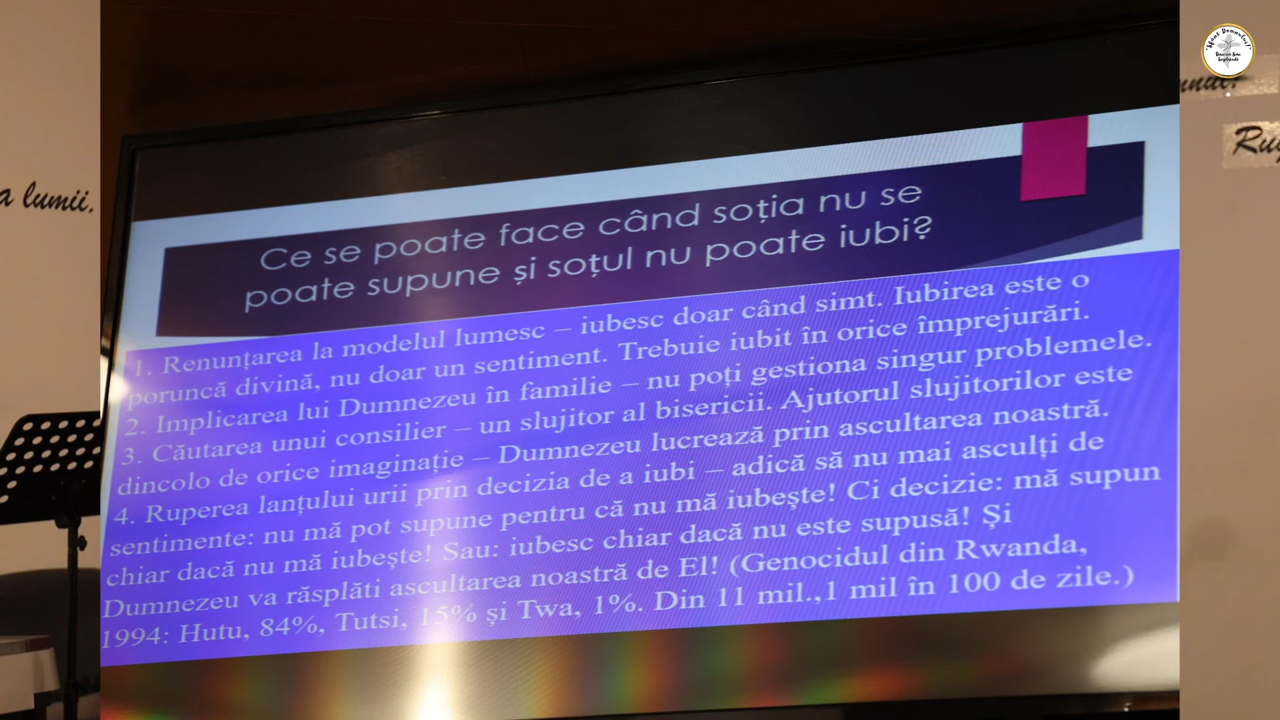 Ce se poate face când soția nu se
poate supune și soțul nu poate iubi?
1. Renunțarea la modelul lumesc – iubesc doar când simt. Iubirea este o
poruncă divină, nu doar un sentiment. Trebuie iubit în orice împrejurări.
2. Implicarea lui Dumnezeu în familie – nu poți gestiona singur problemele.
3. Căutarea unui consilier – un slujitor al bisericii. Ajutorul slujitorilor este
dincolo de orice imaginație – Dumnezeu lucrează prin ascultarea noastră.
4. Ruperea lanțului urii prin decizia de a iubi – adică să nu mai asculți de
sentimente: nu mă pot supune pentru că nu mă iubește! Ci decizie: mă supun
chiar dacă nu mă iubește! Sau: iubesc chiar dacă nu este supusă! Și
Dumnezeu va răsplăti ascultarea noastră de El! (Genocidul din Rwanda,
1994: Hutu, 84%, Tutsi, 15% și Twa, 1%. Din 11 mil.,1 mil în 100 de zile.)
a lumii.